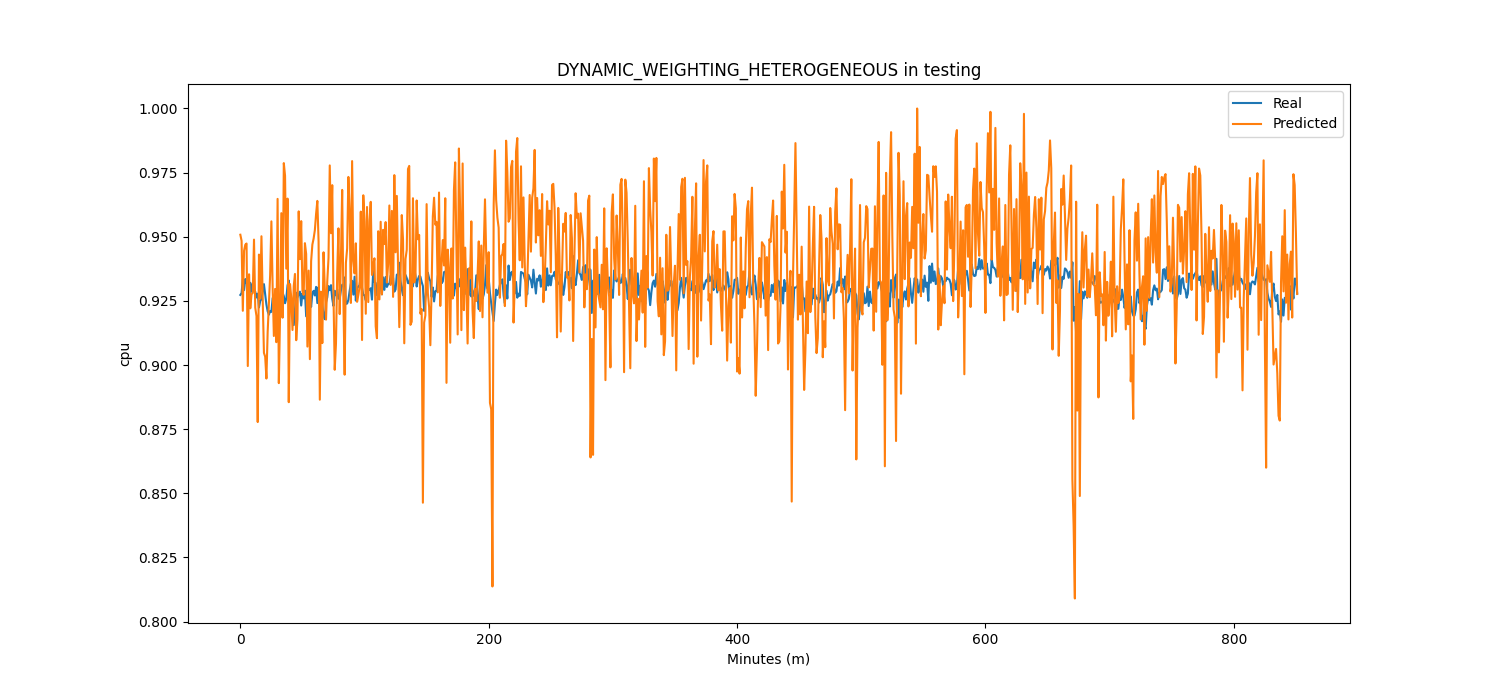 DYNAMIC_WEIGHTING_HETEROGENEOUS in testing
Real
Predicted
1.000
0.975
0.950
0.925
0.900
0.875
0.850
0.825
0.800
cpu
0
200
400
600
800
Minutes (m)